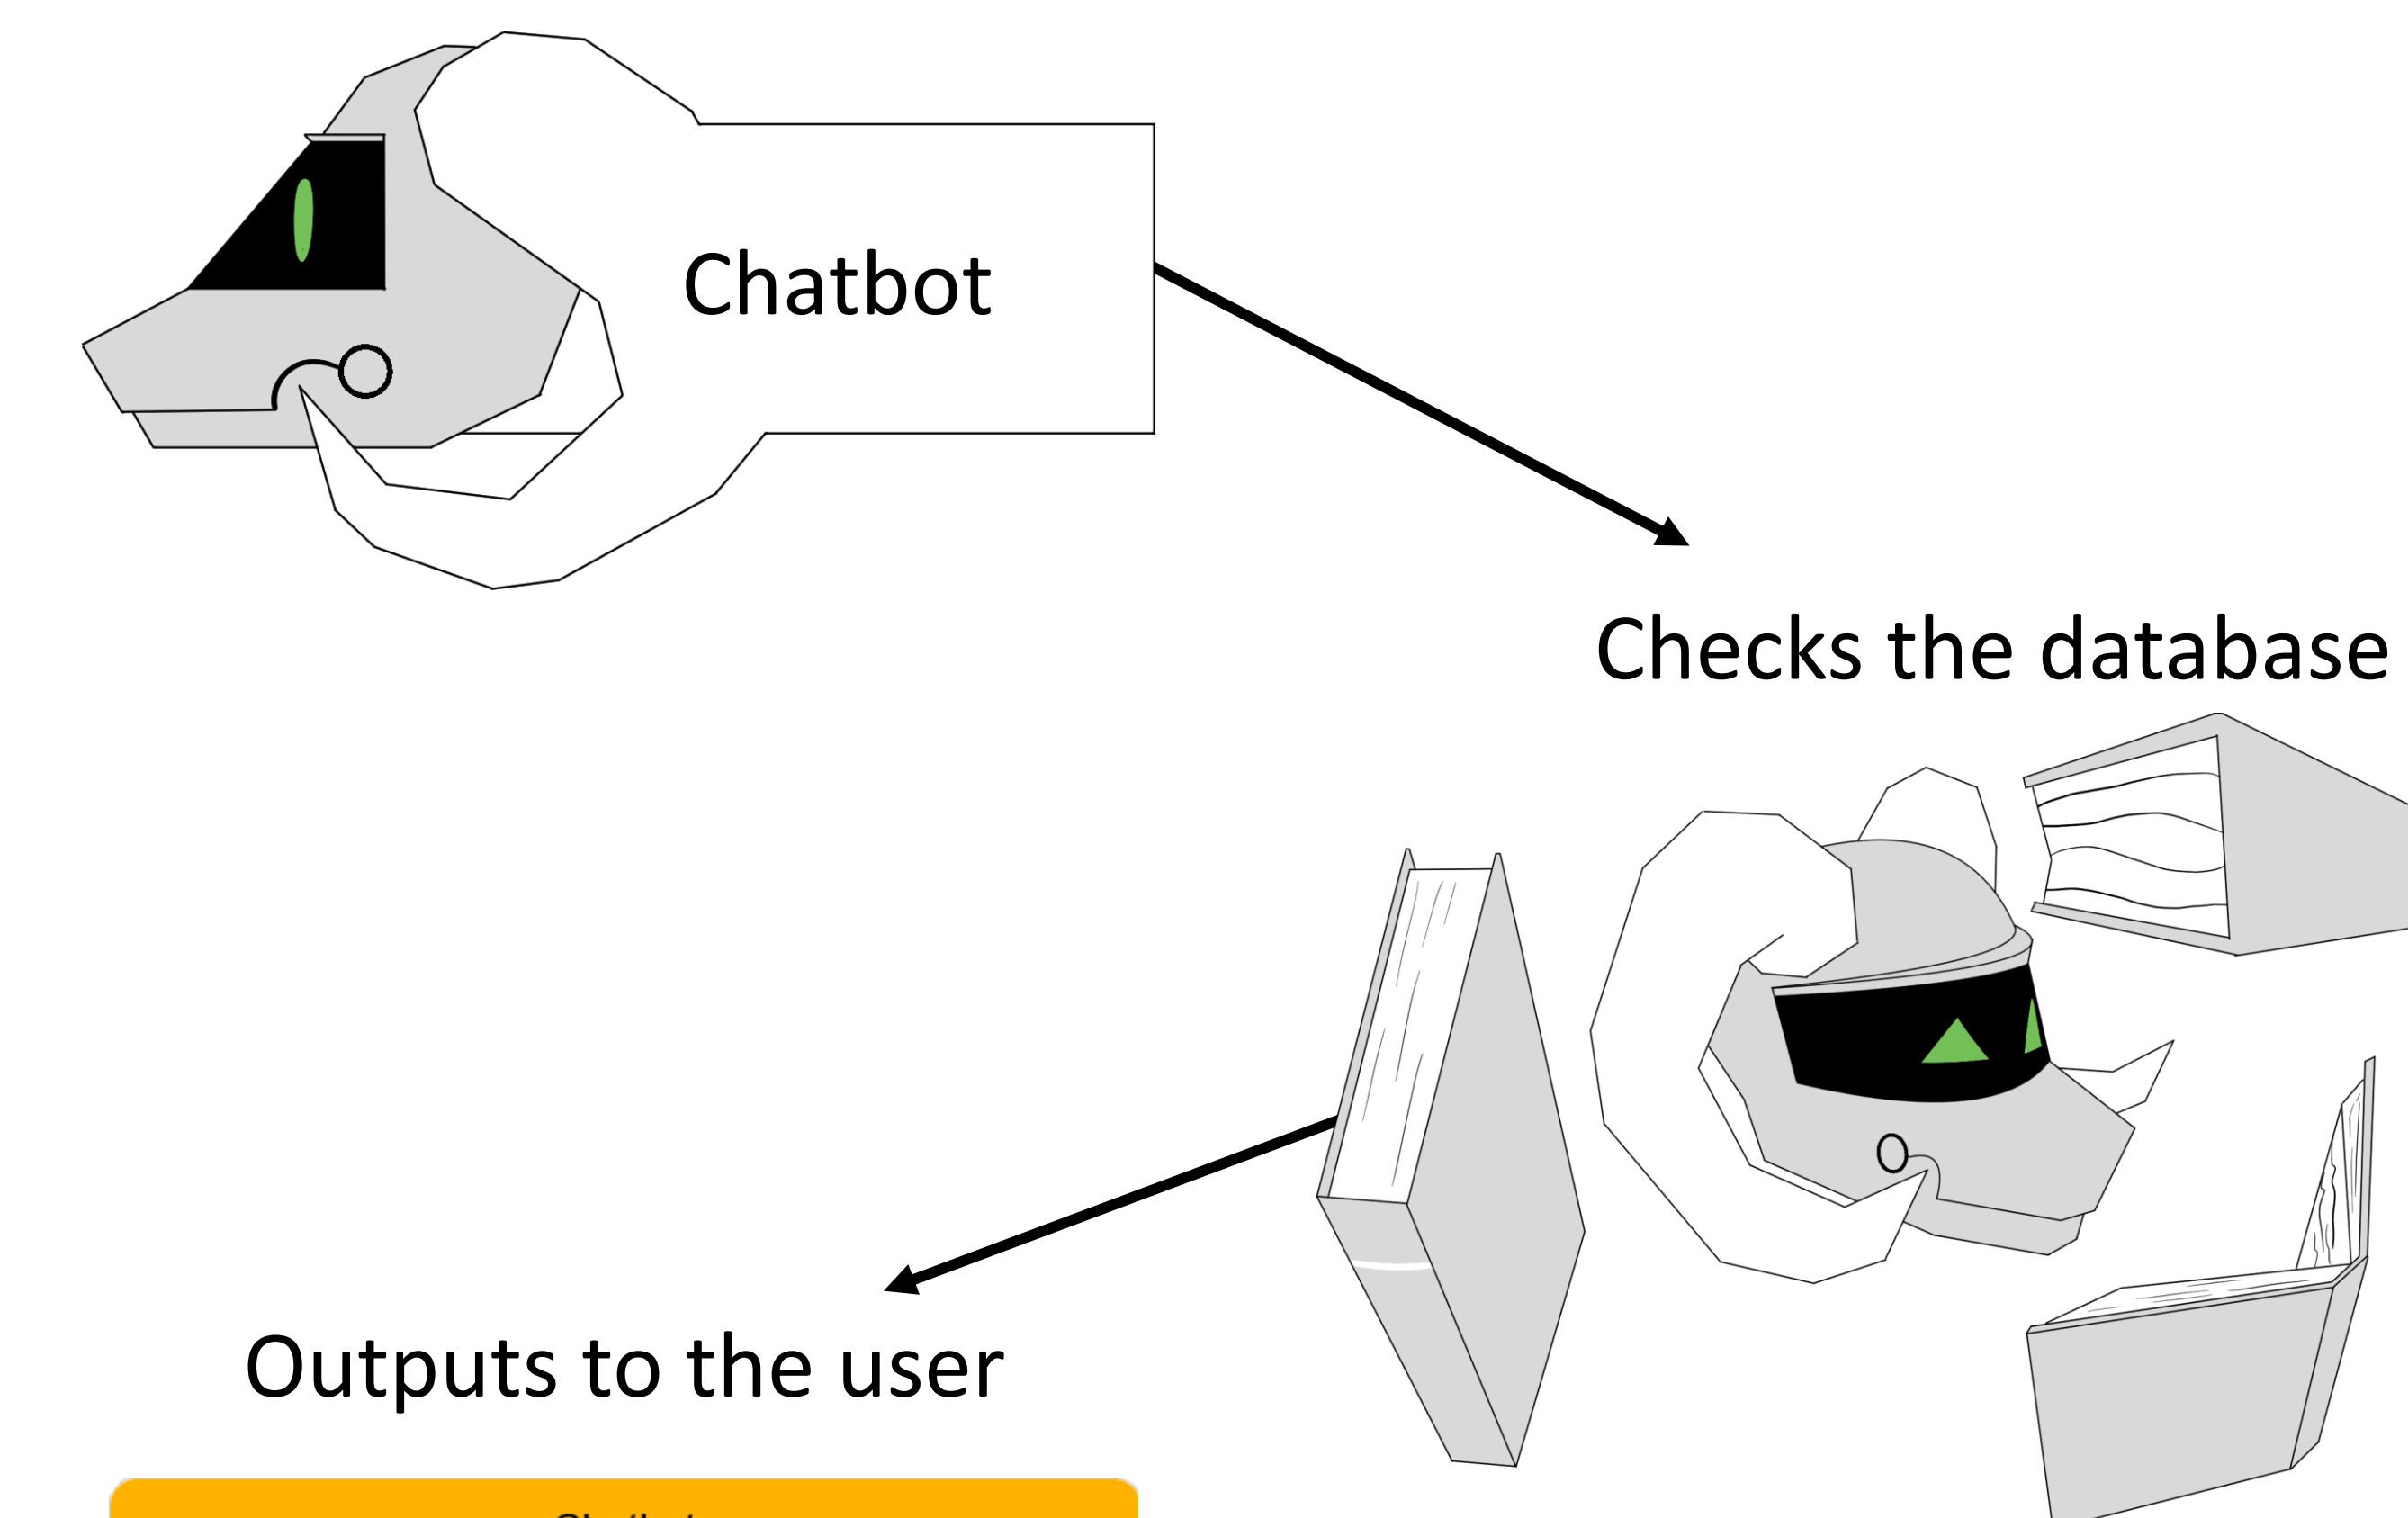 Chatbot
Checks the database
Outputs to the user